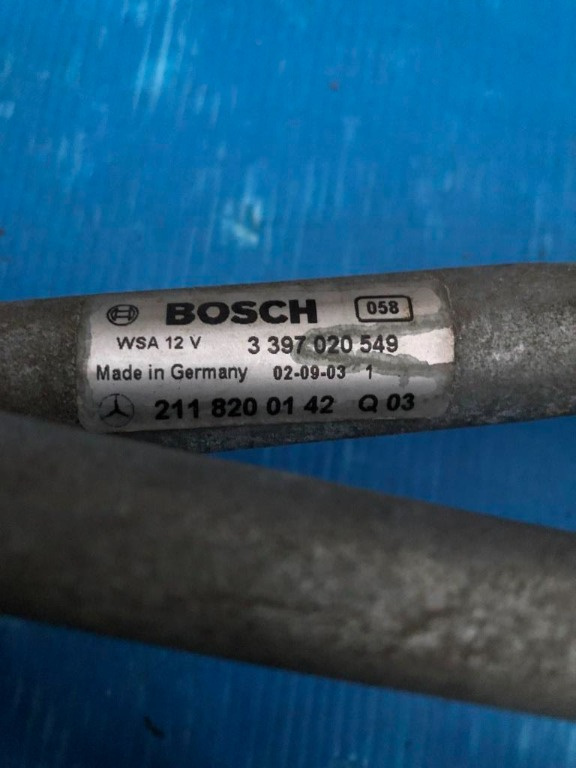 BOSCH 058
WSA 12 V 3 397 020 549
Made in Germany 02-09-03 1
211 820 01 42 Q 03